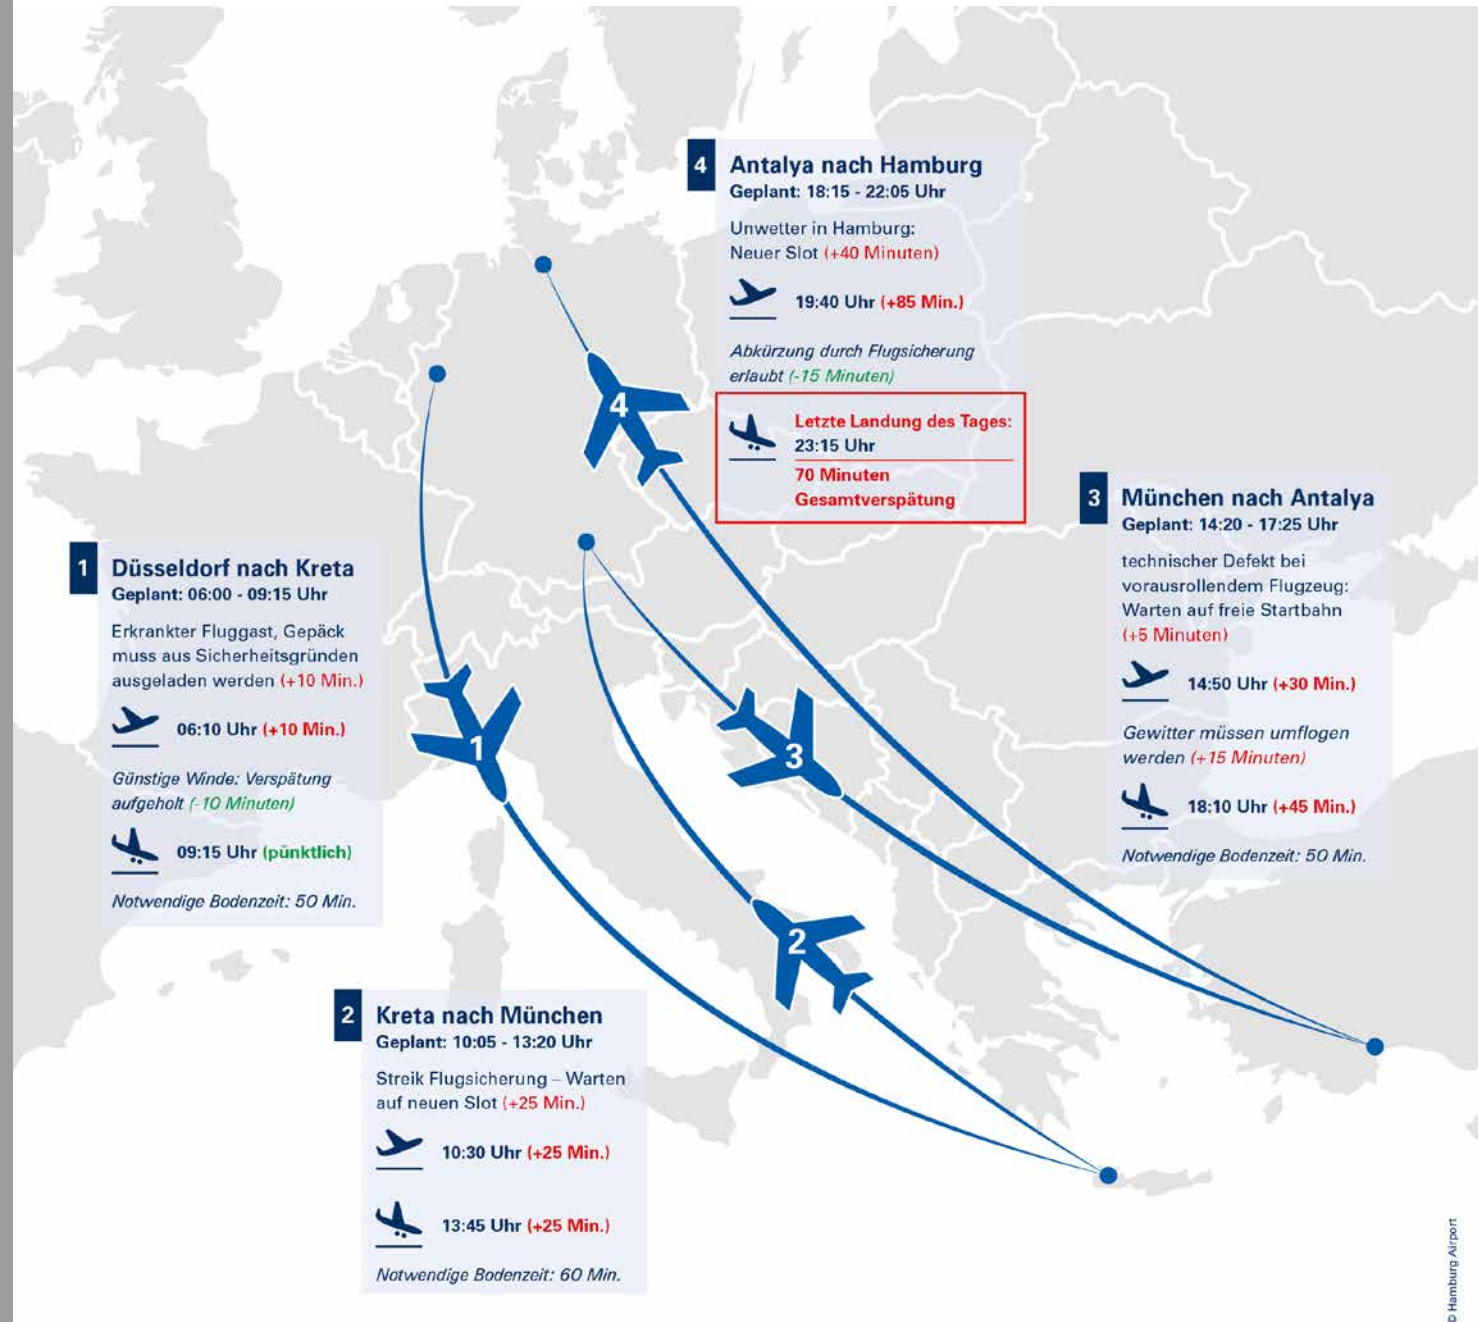 1
Düsseldorf nach Kreta
Geplant: 06:00 - 09:15 Uhr
Erkrankter Fluggast, Gepäck
muss aus Sicherheitsgründen
ausgeladen werden (+10 Min.)
06:10 Uhr (+10 Min.)
Günstige Winde: Verspätung
aufgeholt (-10 Minuten)
09:15 Uhr (pünktlich)
Notwendige Bodenzeit: 50 Min.
2
Kreta nach München
Geplant: 10:05 - 13:20 Uhr
Streik Flugsicherung – Warten
auf neuen Slot (+25 Min.)
10:30 Uhr (+25 Min.)
13:45 Uhr (+25 Min.)
Notwendige Bodenzeit: 60 Min.
3
München nach Antalya
Geplant: 14:20 - 17:25 Uhr
technischer Defekt bei
vorausrollendem Flugzeug:
Warten auf freie Startbahn
(+5 Minuten)
14:50 Uhr (+30 Min.)
Gewitter müssen umflogen
werden (+15 Minuten)
18:10 Uhr (+45 Min.)
Notwendige Bodenzeit: 50 Min.
4
Antalya nach Hamburg
Geplant: 18:15 - 22:05 Uhr
Unwetter in Hamburg:
Neuer Slot (+40 Minuten)
19:40 Uhr (+85 Min.)
Abkürzung durch Flugsicherung
erlaubt (-15 Minuten)
Letzte Landung des Tages:
23:15 Uhr
70 Minuten
Gesamtverspätung
1
2
3
4
© Hamburg Airport